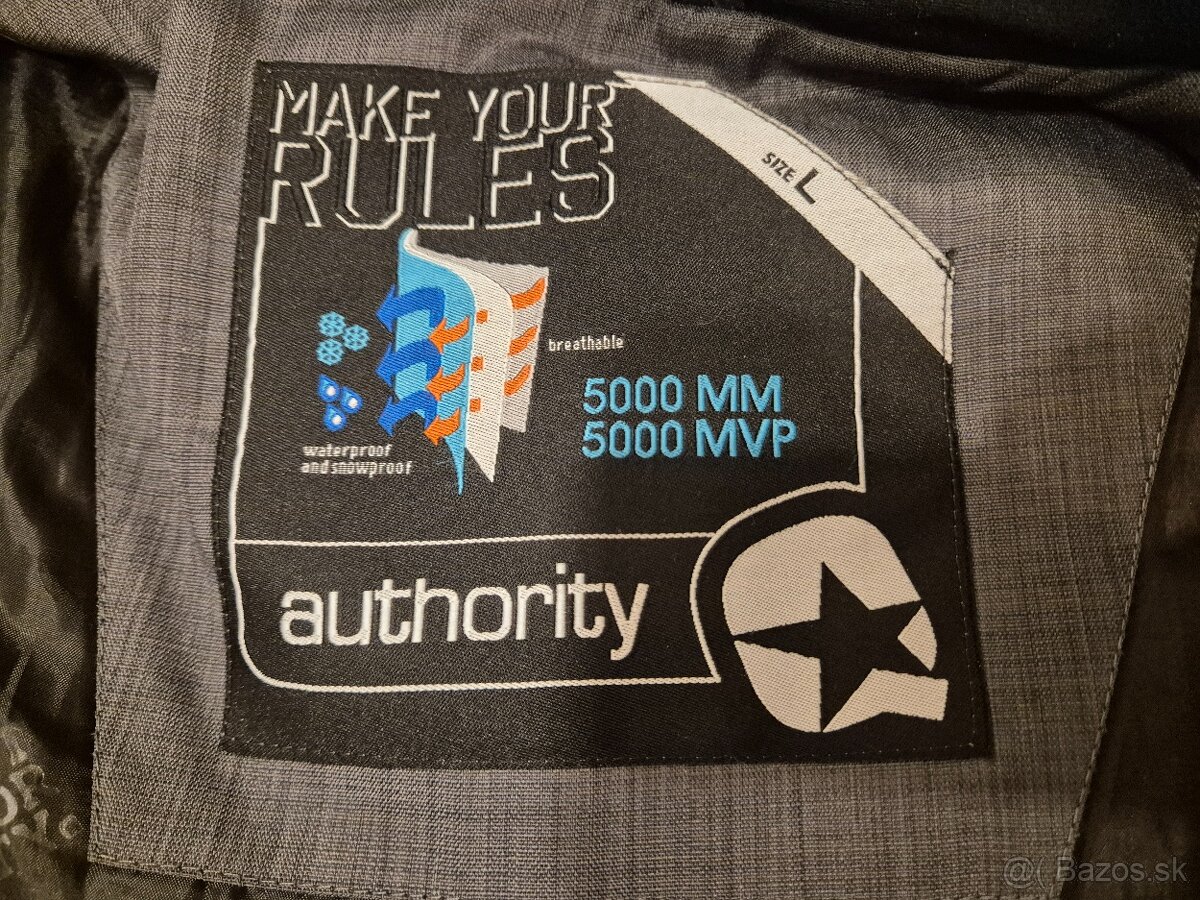 MAKE YOUR
RULES
SIZE L
breathable
5000 MM
5000 MVP
waterproof
and snowproof
authority
@( Bazos.sk